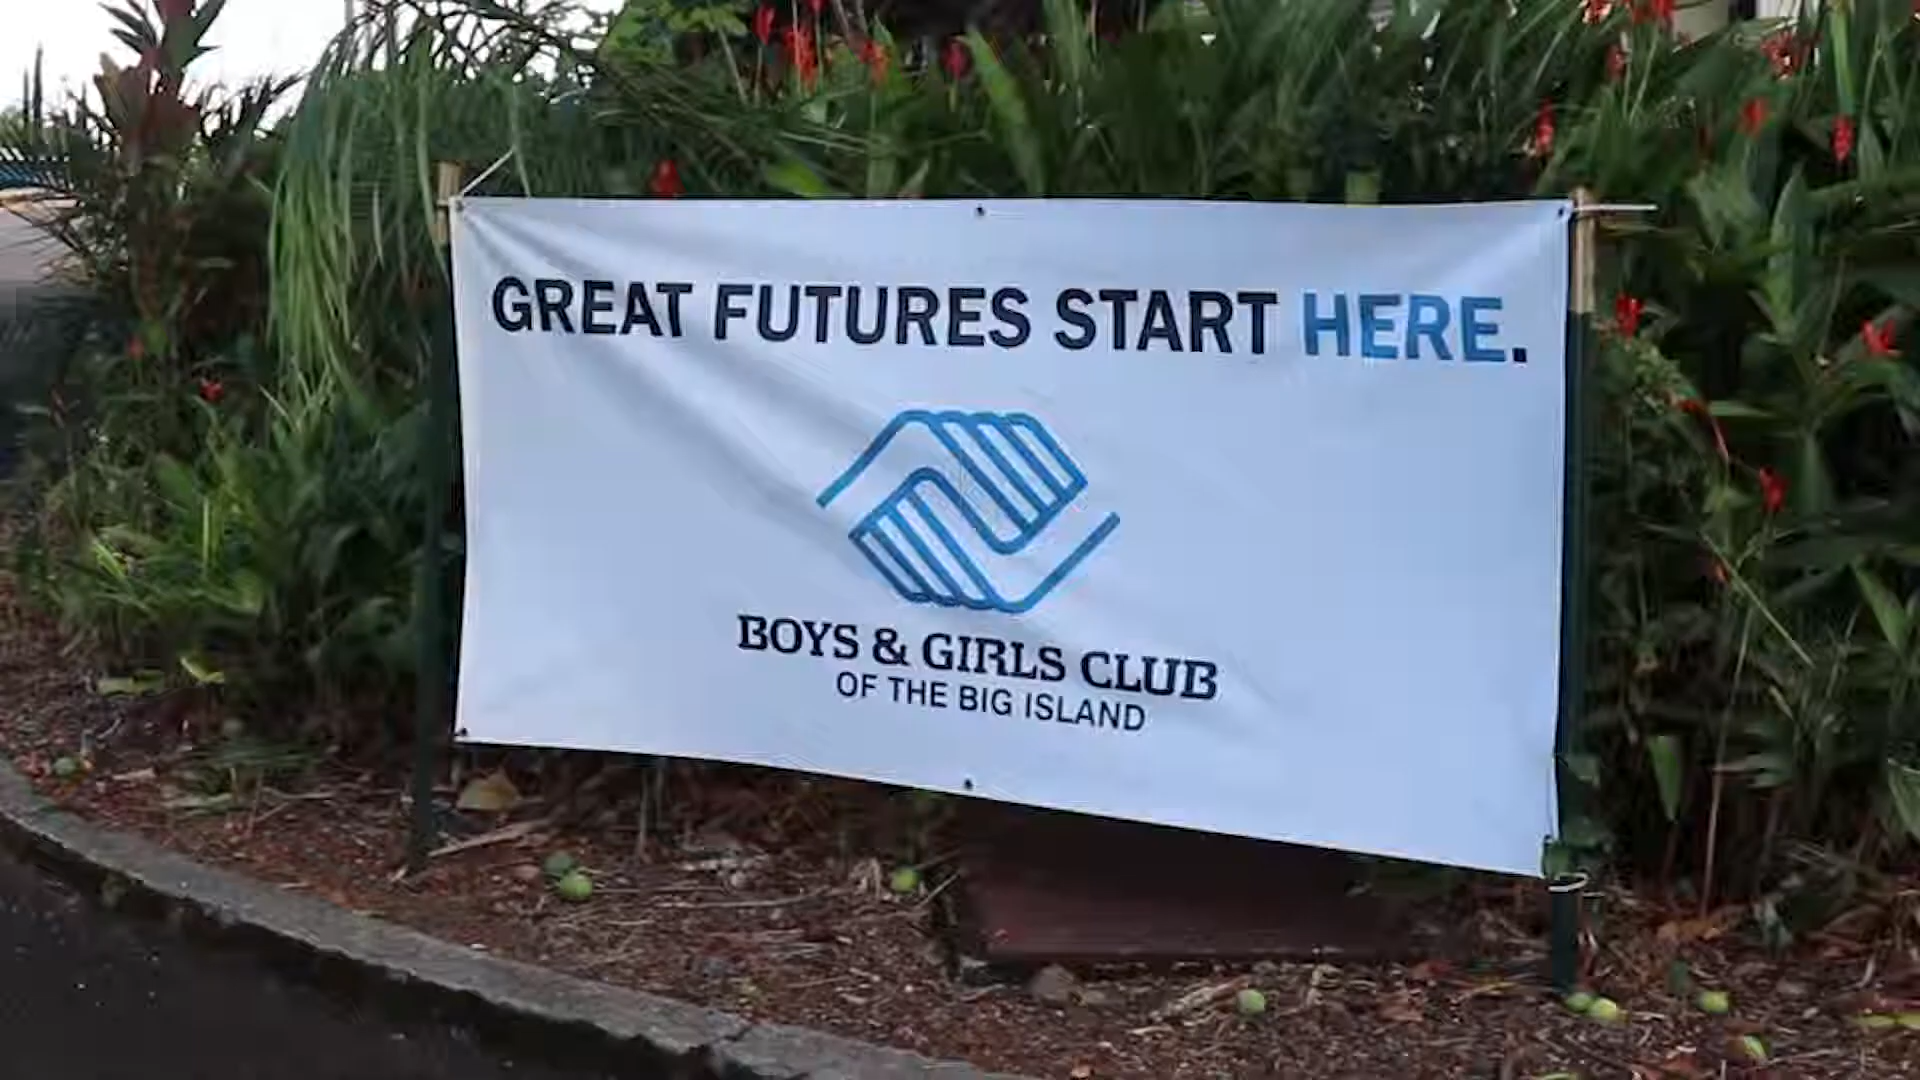 GREAT FUTURES START HERE.
BOYS & GIRLS CLUB
OF THE BIG ISLAND